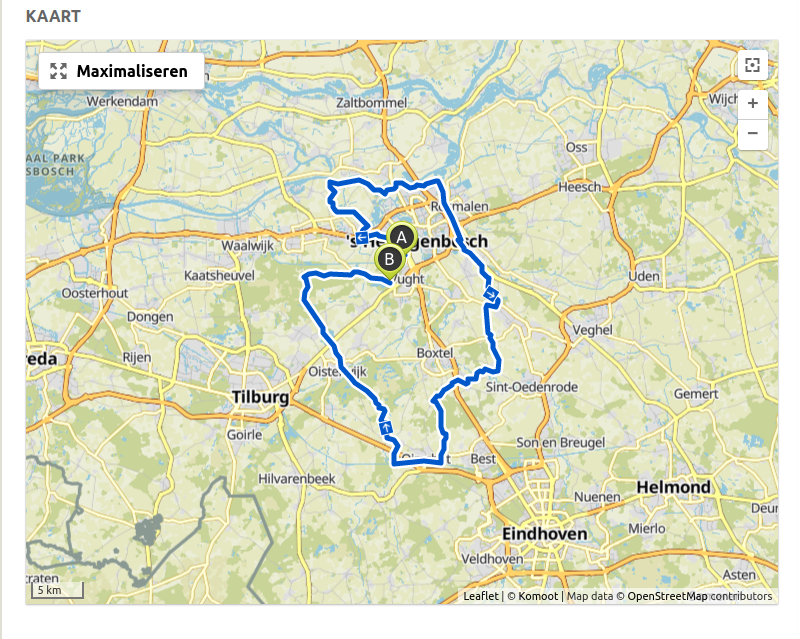 KAART
Maximaliseren
Werkendam
Zaltbommel
Wijch
AAL PARK
SBOSCH
Oss
Heesch
Rosmalen
's-Hertogenbosch
A
B
Waalwijk
Vught
Kaatsheuvel
Uden
Oosterhout
Dongen
Veghel
reda
Rijen
Boxtel
Oisterwijk
Sint-Oedenrode
Tilburg
Gemert
Goirle
Son en Breugel
Oirschot
Best
Hilvarenbeek
Helmond
Nuenen
Deur
Eindhoven
Mierlo
Veldhoven
Asten
traten
5 km
Leaflet | © Komoot | Map data © OpenStreetMap contributors